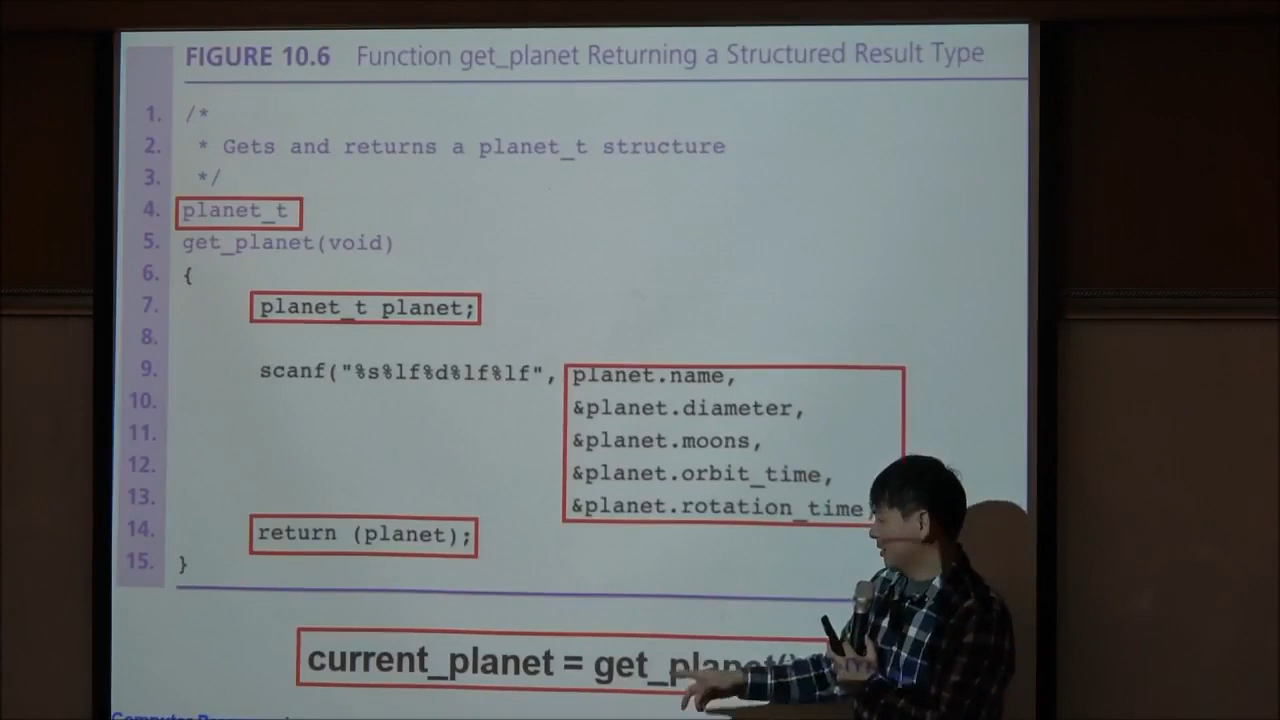 FIGURE 10.6 Function get_planet Returning a Structured Result Type
1. /*
2. * Gets and returns a planet_t structure
3. */
4. planet_t
5. get_planet(void)
6. {
7. planet_t planet;
8.
9. scanf("%s%lf%d%lf%lf", planet.name,
10. &planet.diameter,
11. &planet.moons,
12. &planet.orbit_time,
13. &planet.rotation_time
14. return (planet);
15. }
current_planet = get_planet()
Computer